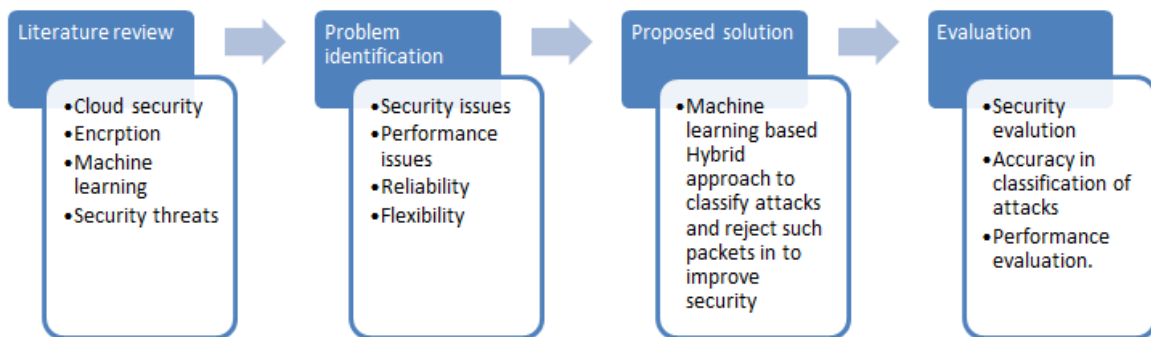 Literature review
•Cloud security
•Encrption
•Machine
learning
•Security threats
Problem
identification
•Security issues
•Performance
issues
•Reliability
•Flexibility
Proposed solution
•Machine
learning based
Hybrid
approach to
classify attacks
and reject such
packets in to
improve
security
Evaluation
•Security
evalution
•Accuracy in
classification of
attacks
•Performance
evaluation.